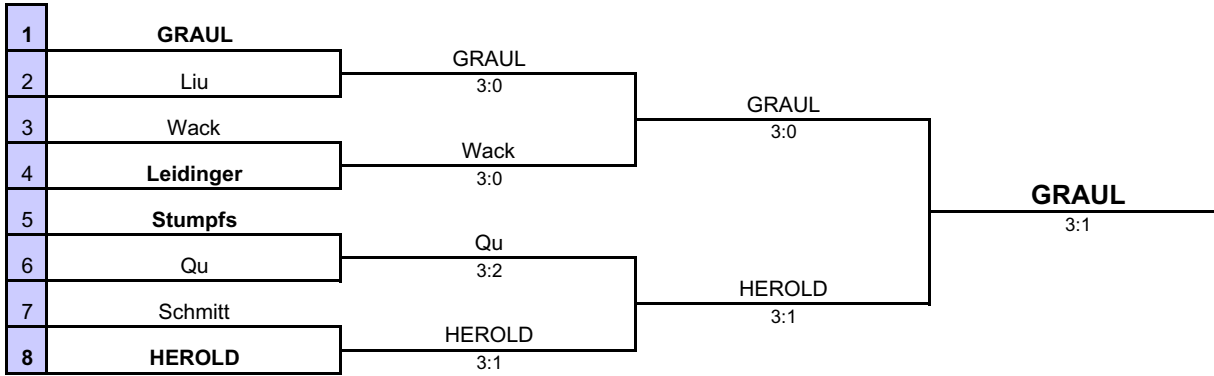 1 GRAUL
2 Liu
3 Wack
4 Leidinger
5 Stumpfs
6 Qu
7 Schmitt
8 HEROLD
GRAUL
3:0
Wack
3:0
Qu
3:2
HEROLD
3:1
GRAUL
3:0
HEROLD
3:1
GRAUL
3:1